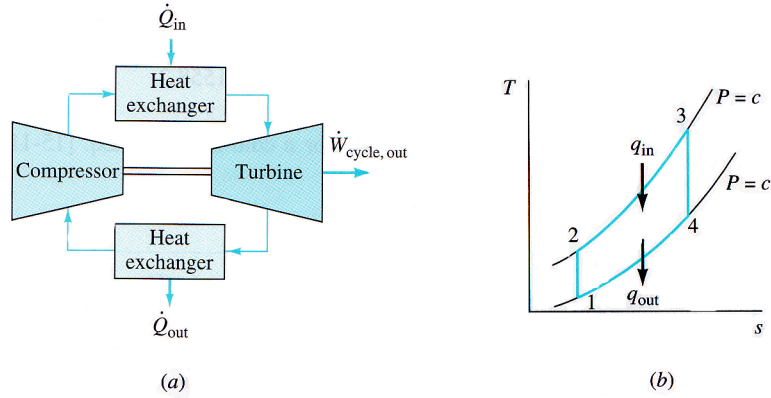 Q̇in
Heat
exchanger
Compressor
Turbine
Ẇcycle, out
Heat
exchanger
Q̇out
(a)
T
P = c
3
qin
P = c
2
4
1
qout
s
(b)